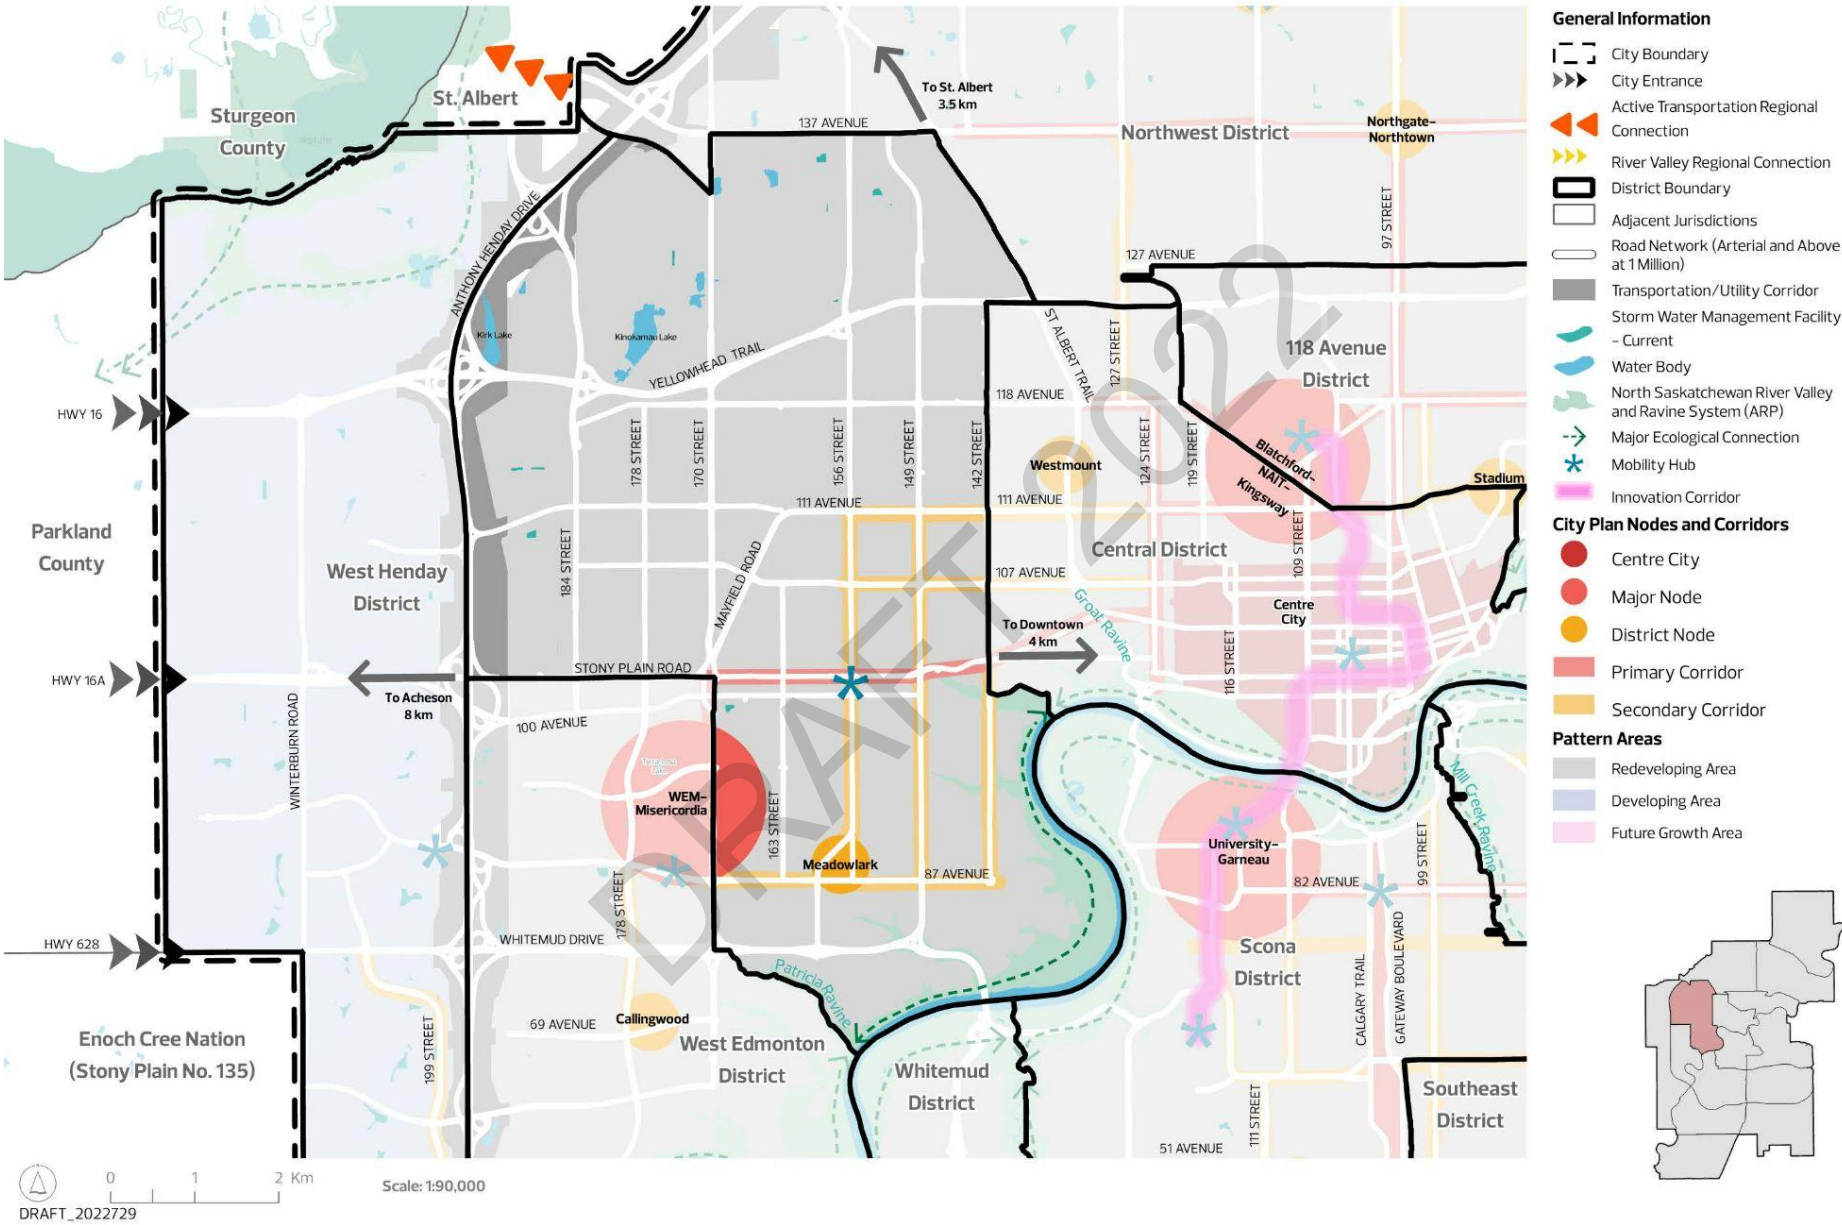 Sturgeon
County
St. Albert
To St. Albert
3.5 km
137 AVENUE
Northwest District
Northgate-
Northtown
97 STREET
127 AVENUE
ANTHONY HENDAY DRIVE
Kirk Lake
Kinokamau Lake
YELLOWHEAD TRAIL
ST ALBERT TRAIL
127 STREET
118 Avenue
District
HWY 16
118 AVENUE
178 STREET
170 STREET
156 STREET
149 STREET
142 STREET
Westmount
124 STREET
119 STREET
Blatchford-
NAIT-
Kingsway
Stadium
111 AVENUE
111 AVENUE
Parkland
County
West Henday
District
184 STREET
MAYFIELD ROAD
Central District
109 STREET
107 AVENUE
Groat Ravine
Centre
City
To Downtown
4 km
116 STREET
HWY 16A
STONY PLAIN ROAD
To Acheson
8 km
WINTERBURN ROAD
100 AVENUE
Terra Losa
Lake
WEM-
Misericordia
163 STREET
Meadowlark
87 AVENUE
178 STREET
University-
Garneau
82 AVENUE
99 STREET
Mill Creek Ravine
HWY 628
WHITEMUD DRIVE
Patricia Ravine
Scona
District
CALGARY TRAIL
GATEWAY BOULEVARD
Enoch Cree Nation
(Stony Plain No. 135)
199 STREET
69 AVENUE
Callingwood
West Edmonton
District
Whitemud
District
111 STREET
51 AVENUE
Southeast
District
DRAFT 2022
0 1 2 Km
Scale: 1:90,000
DRAFT_2022729
General Information
City Boundary
City Entrance
Active Transportation Regional
Connection
River Valley Regional Connection
District Boundary
Adjacent Jurisdictions
Road Network (Arterial and Above
at 1 Million)
Transportation/Utility Corridor
Storm Water Management Facility
- Current
Water Body
North Saskatchewan River Valley
and Ravine System (ARP)
Major Ecological Connection
Mobility Hub
Innovation Corridor
City Plan Nodes and Corridors
Centre City
Major Node
District Node
Primary Corridor
Secondary Corridor
Pattern Areas
Redeveloping Area
Developing Area
Future Growth Area